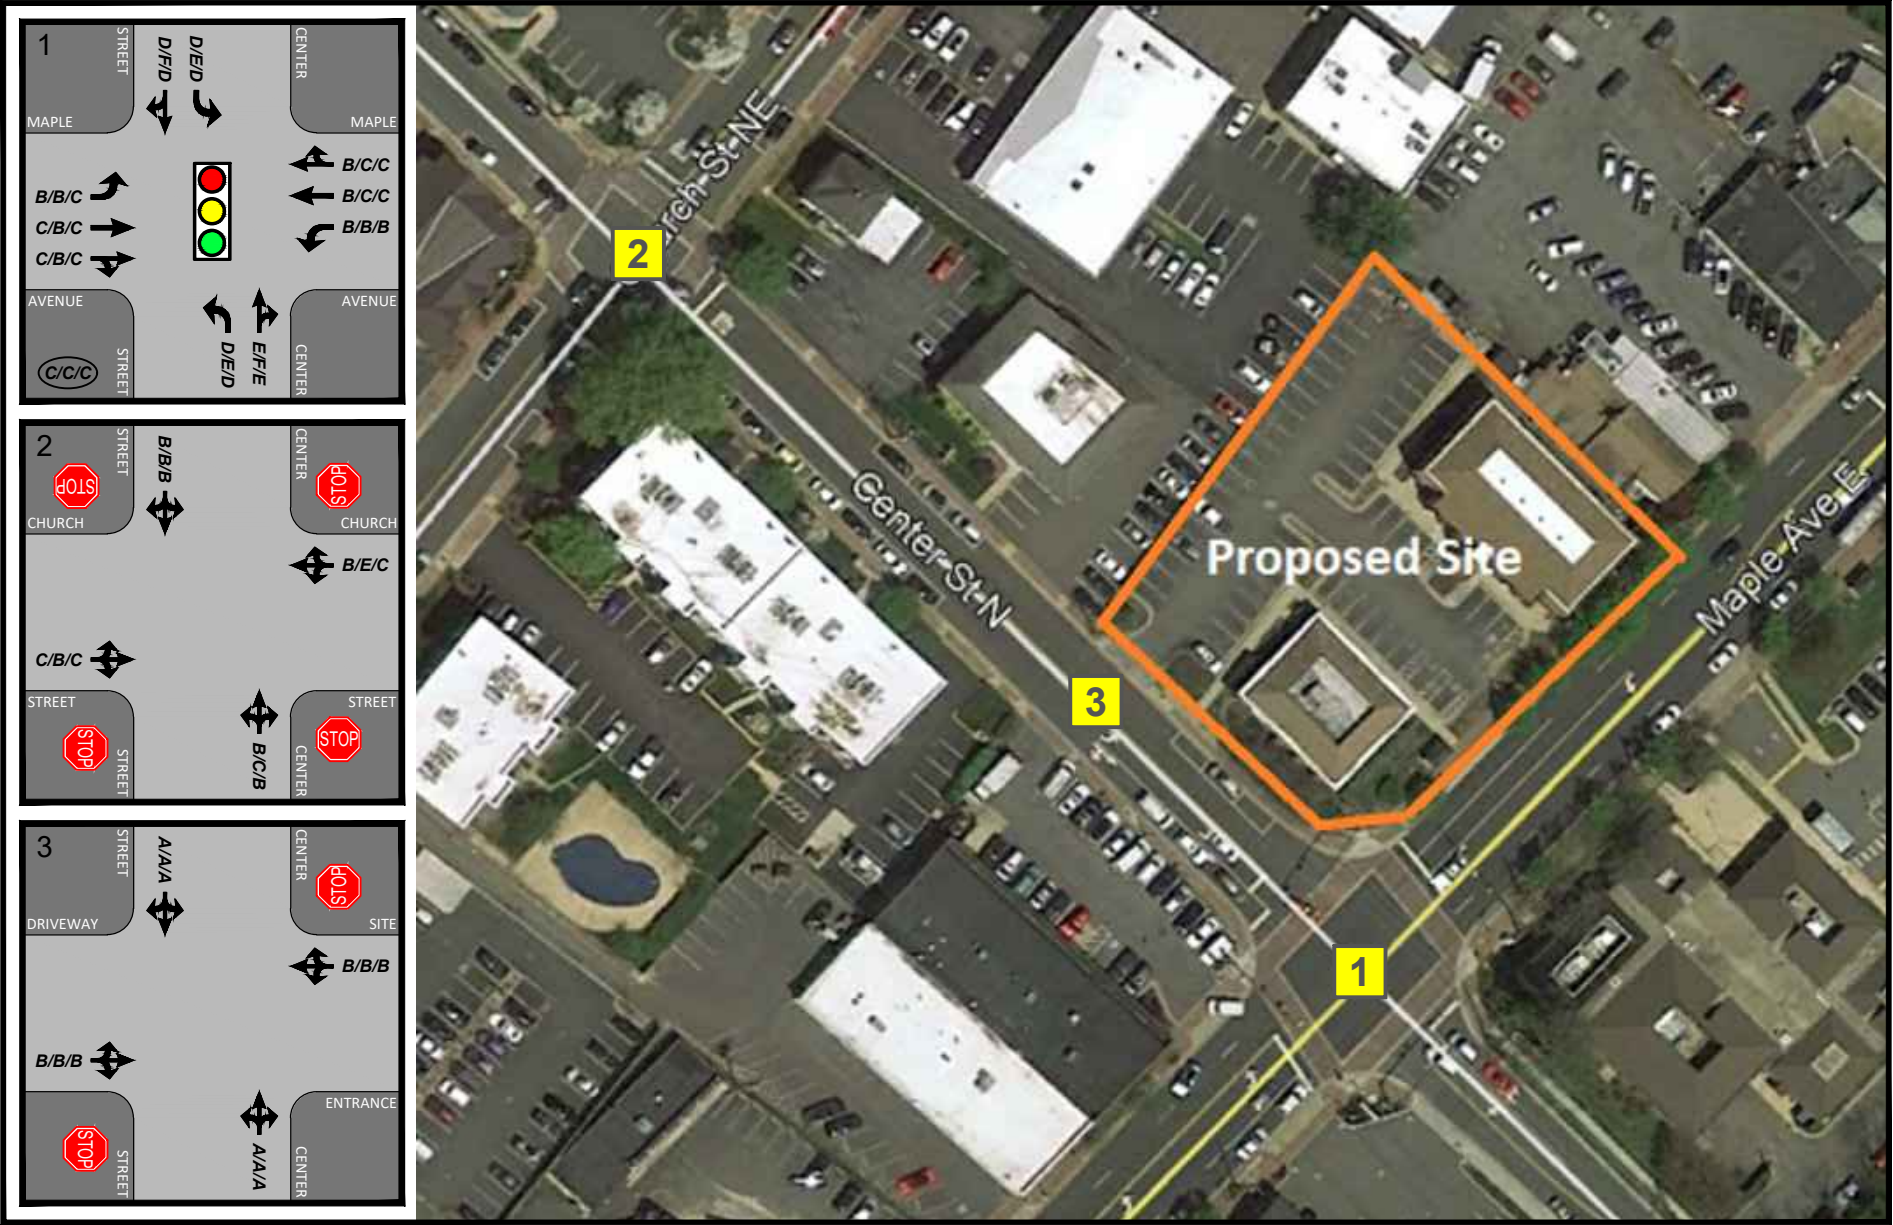 1
STREET
D/F/D
D/E/D
CENTER
MAPLE
MAPLE
B/C/C
B/C/C
B/B/B
B/B/C
C/B/C
C/B/C
AVENUE
AVENUE
C/C/C
STREET
D/E/D
E/F/E
CENTER
2
STREET
B/B/B
CENTER
STOP
STOP
CHURCH
CHURCH
B/E/C
C/B/C
STREET
STREET
STOP
STREET
B/C/B
CENTER
STOP
3
STREET
A/A/A
CENTER
STOP
DRIVEWAY
SITE
B/B/B
B/B/B
ENTRANCE
STOP
STREET
A/A/A
CENTER
rch-St-NE
2
Center-St-N
Proposed Site
Maple Ave E
3
1